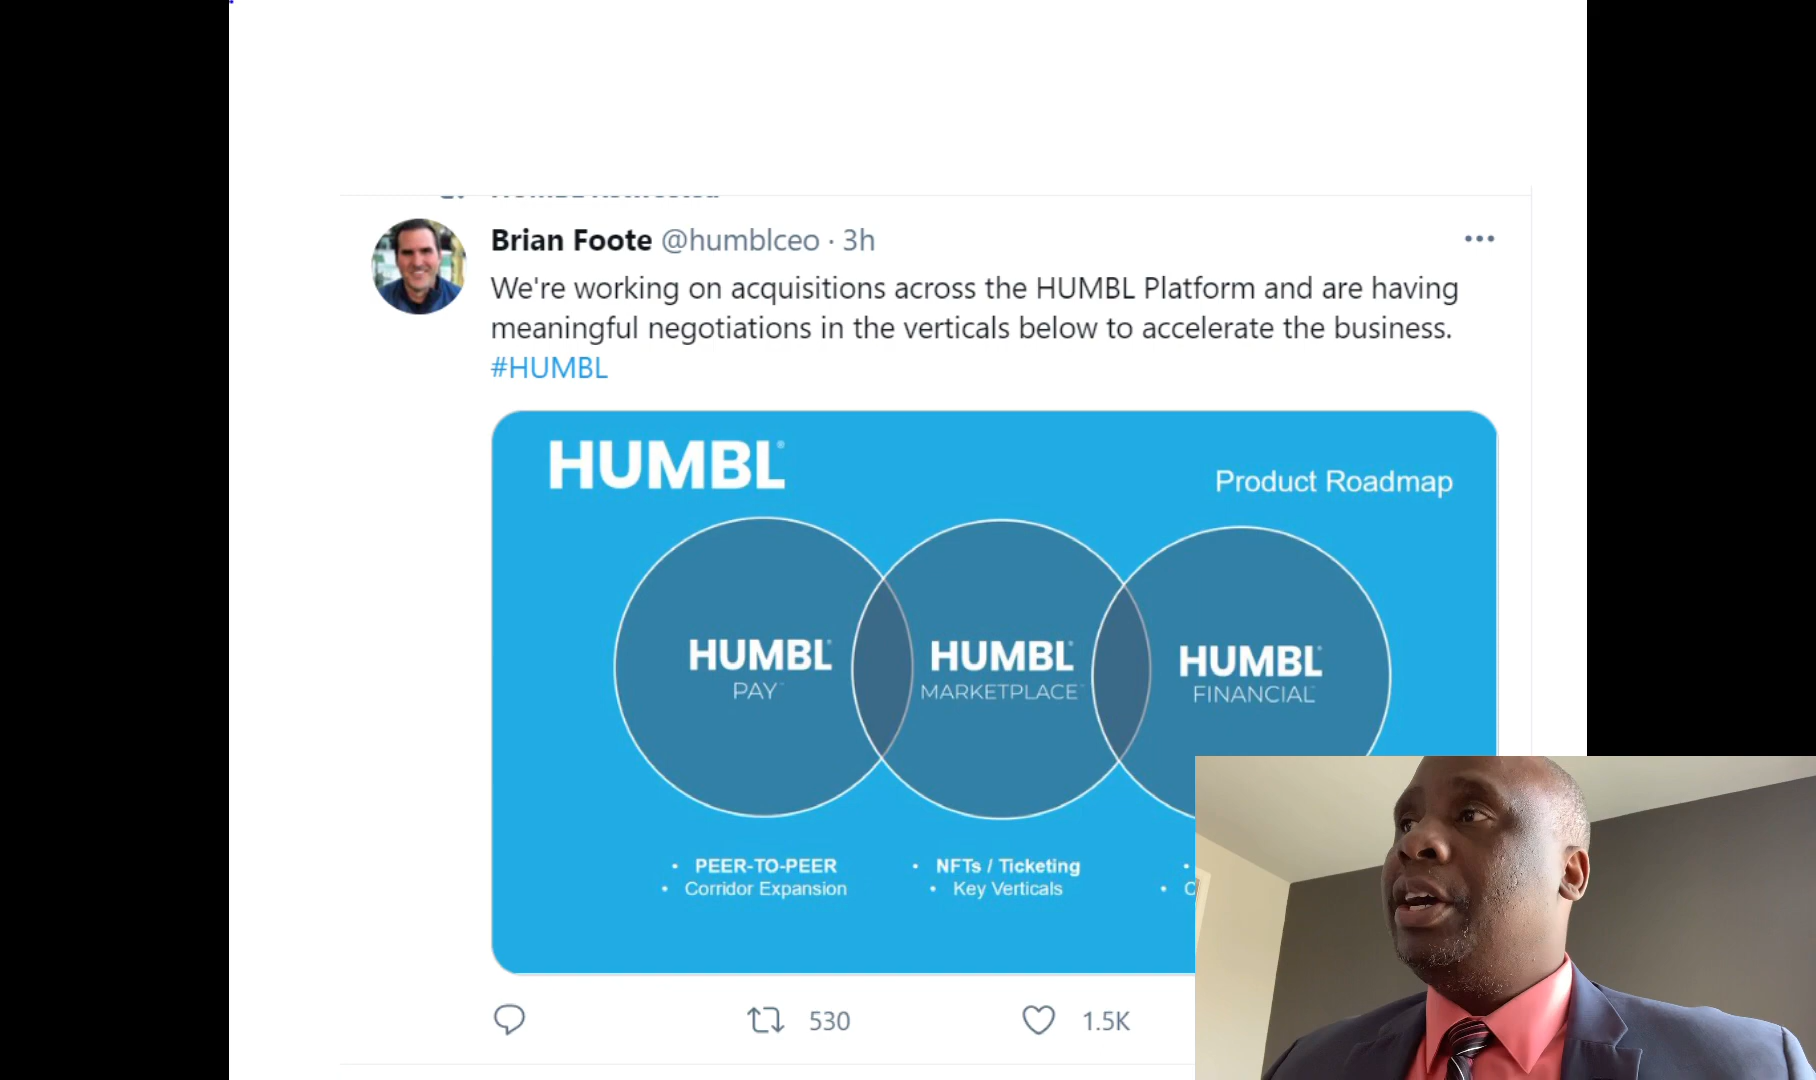 Brian Foote @humblceo · 3h
We're working on acquisitions across the HUMBL Platform and are having
meaningful negotiations in the verticals below to accelerate the business.
#HUMBL
HUMBL
Product Roadmap
HUMBL
PAY
HUMBL
MARKETPLACE
HUMBL
FINANCIAL
• PEER-TO-PEER
• Corridor Expansion
• NFTs / Ticketing
• Key Verticals
530
1.5K